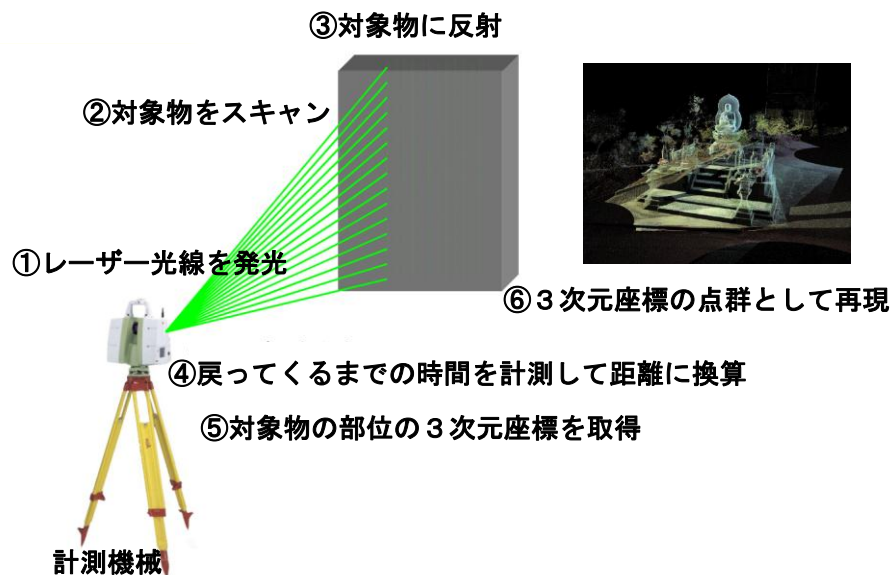 ③対象物に反射
②対象物をスキャン
①レーザー光線を発光
⑥３次元座標の点群として再現
④戻ってくるまでの時間を計測して距離に換算
⑤対象物の部位の３次元座標を取得
計測機械